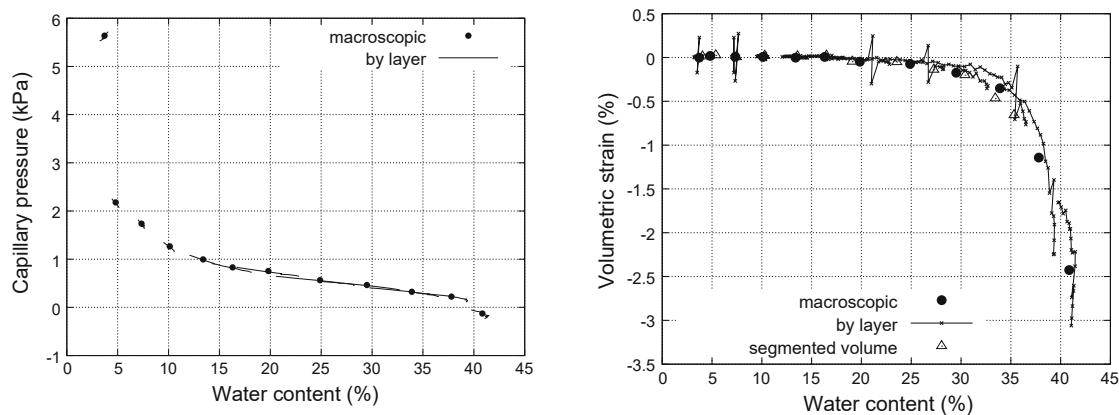 6
5
4
3
2
1
0
-1
Capillary pressure (kPa)
macroscopic
by layer
0 5 10 15 20 25 30 35 40 45
Water content (%)
0.5
0
-0.5
-1
-1.5
-2
-2.5
-3
-3.5
Volumetric strain (%)
macroscopic
by layer
segmented volume
0 5 10 15 20 25 30 35 40 45
Water content (%)